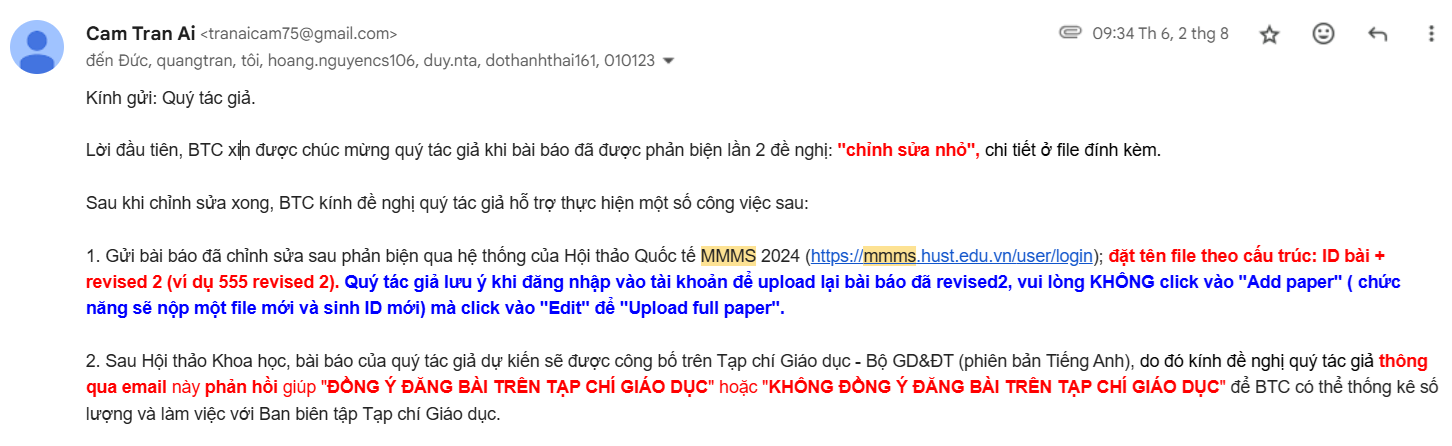 Cam Tran Ai <tranaicam75@gmail.com>
09:34 Th 6, 2 thg 8
đến Đức, quangtran, tôi, hoang.nguyencs106, duy.nta, dothanhthai161, 010123
Kính gửi: Quý tác giả.
Lời đầu tiên, BTC xin được chúc mừng quý tác giả khi bài báo đã được phản biện lần 2 đề nghị: "chỉnh sửa nhỏ", chi tiết ở file đính kèm.
Sau khi chỉnh sửa xong, BTC kính đề nghị quý tác giả hỗ trợ thực hiện một số công việc sau:
1. Gửi bài báo đã chỉnh sửa sau phản biện qua hệ thống của Hội thảo Quốc tế MMMS 2024 (https://mmms.hust.edu.vn/user/login); đặt tên file theo cấu trúc: ID bài +
revised 2 (ví dụ 555 revised 2). Quý tác giả lưu ý khi đăng nhập vào tài khoản để upload lại bài báo đã revised2, vui lòng KHÔNG click vào "Add paper" ( chức
năng sẽ nộp một file mới và sinh ID mới) mà click vào "Edit" để "Upload full paper".
2. Sau Hội thảo Khoa học, bài báo của quý tác giả dự kiến sẽ được công bố trên Tạp chí Giáo dục - Bộ GD&ĐT (phiên bản Tiếng Anh), do đó kính đề nghị quý tác giả thông
qua email này phản hồi giúp "ĐỒNG Ý ĐĂNG BÀI TRÊN TẠP CHÍ GIÁO DỤC" hoặc "KHÔNG ĐỒNG Ý ĐĂNG BÀI TRÊN TẠP CHÍ GIÁO DỤC" để BTC có thể thống kê số
lượng và làm việc với Ban biên tập Tạp chí Giáo dục.